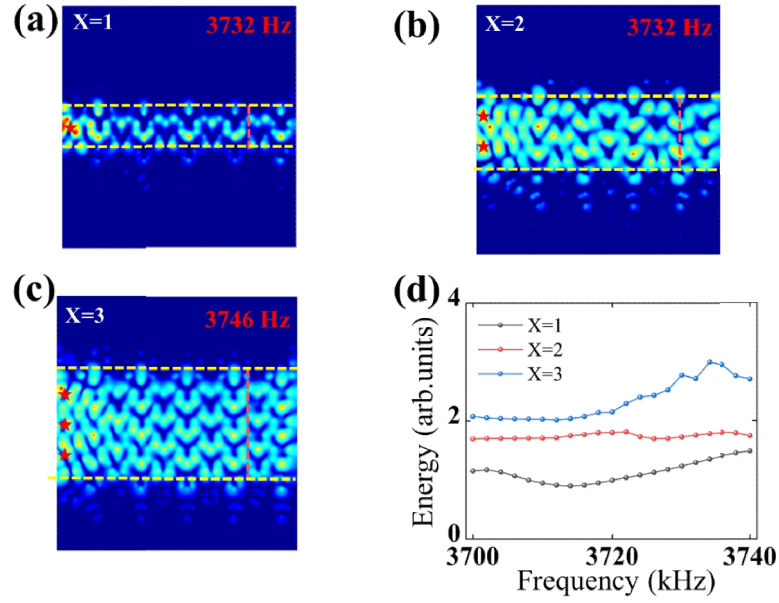 (a)
X=1
3732 Hz
(b)
X=2
3732 Hz
(c)
X=3
3746 Hz
(d)
X=1
X=2
X=3
4
2
0
Energy (arb.units)
3700
3720
3740
Frequency (kHz)